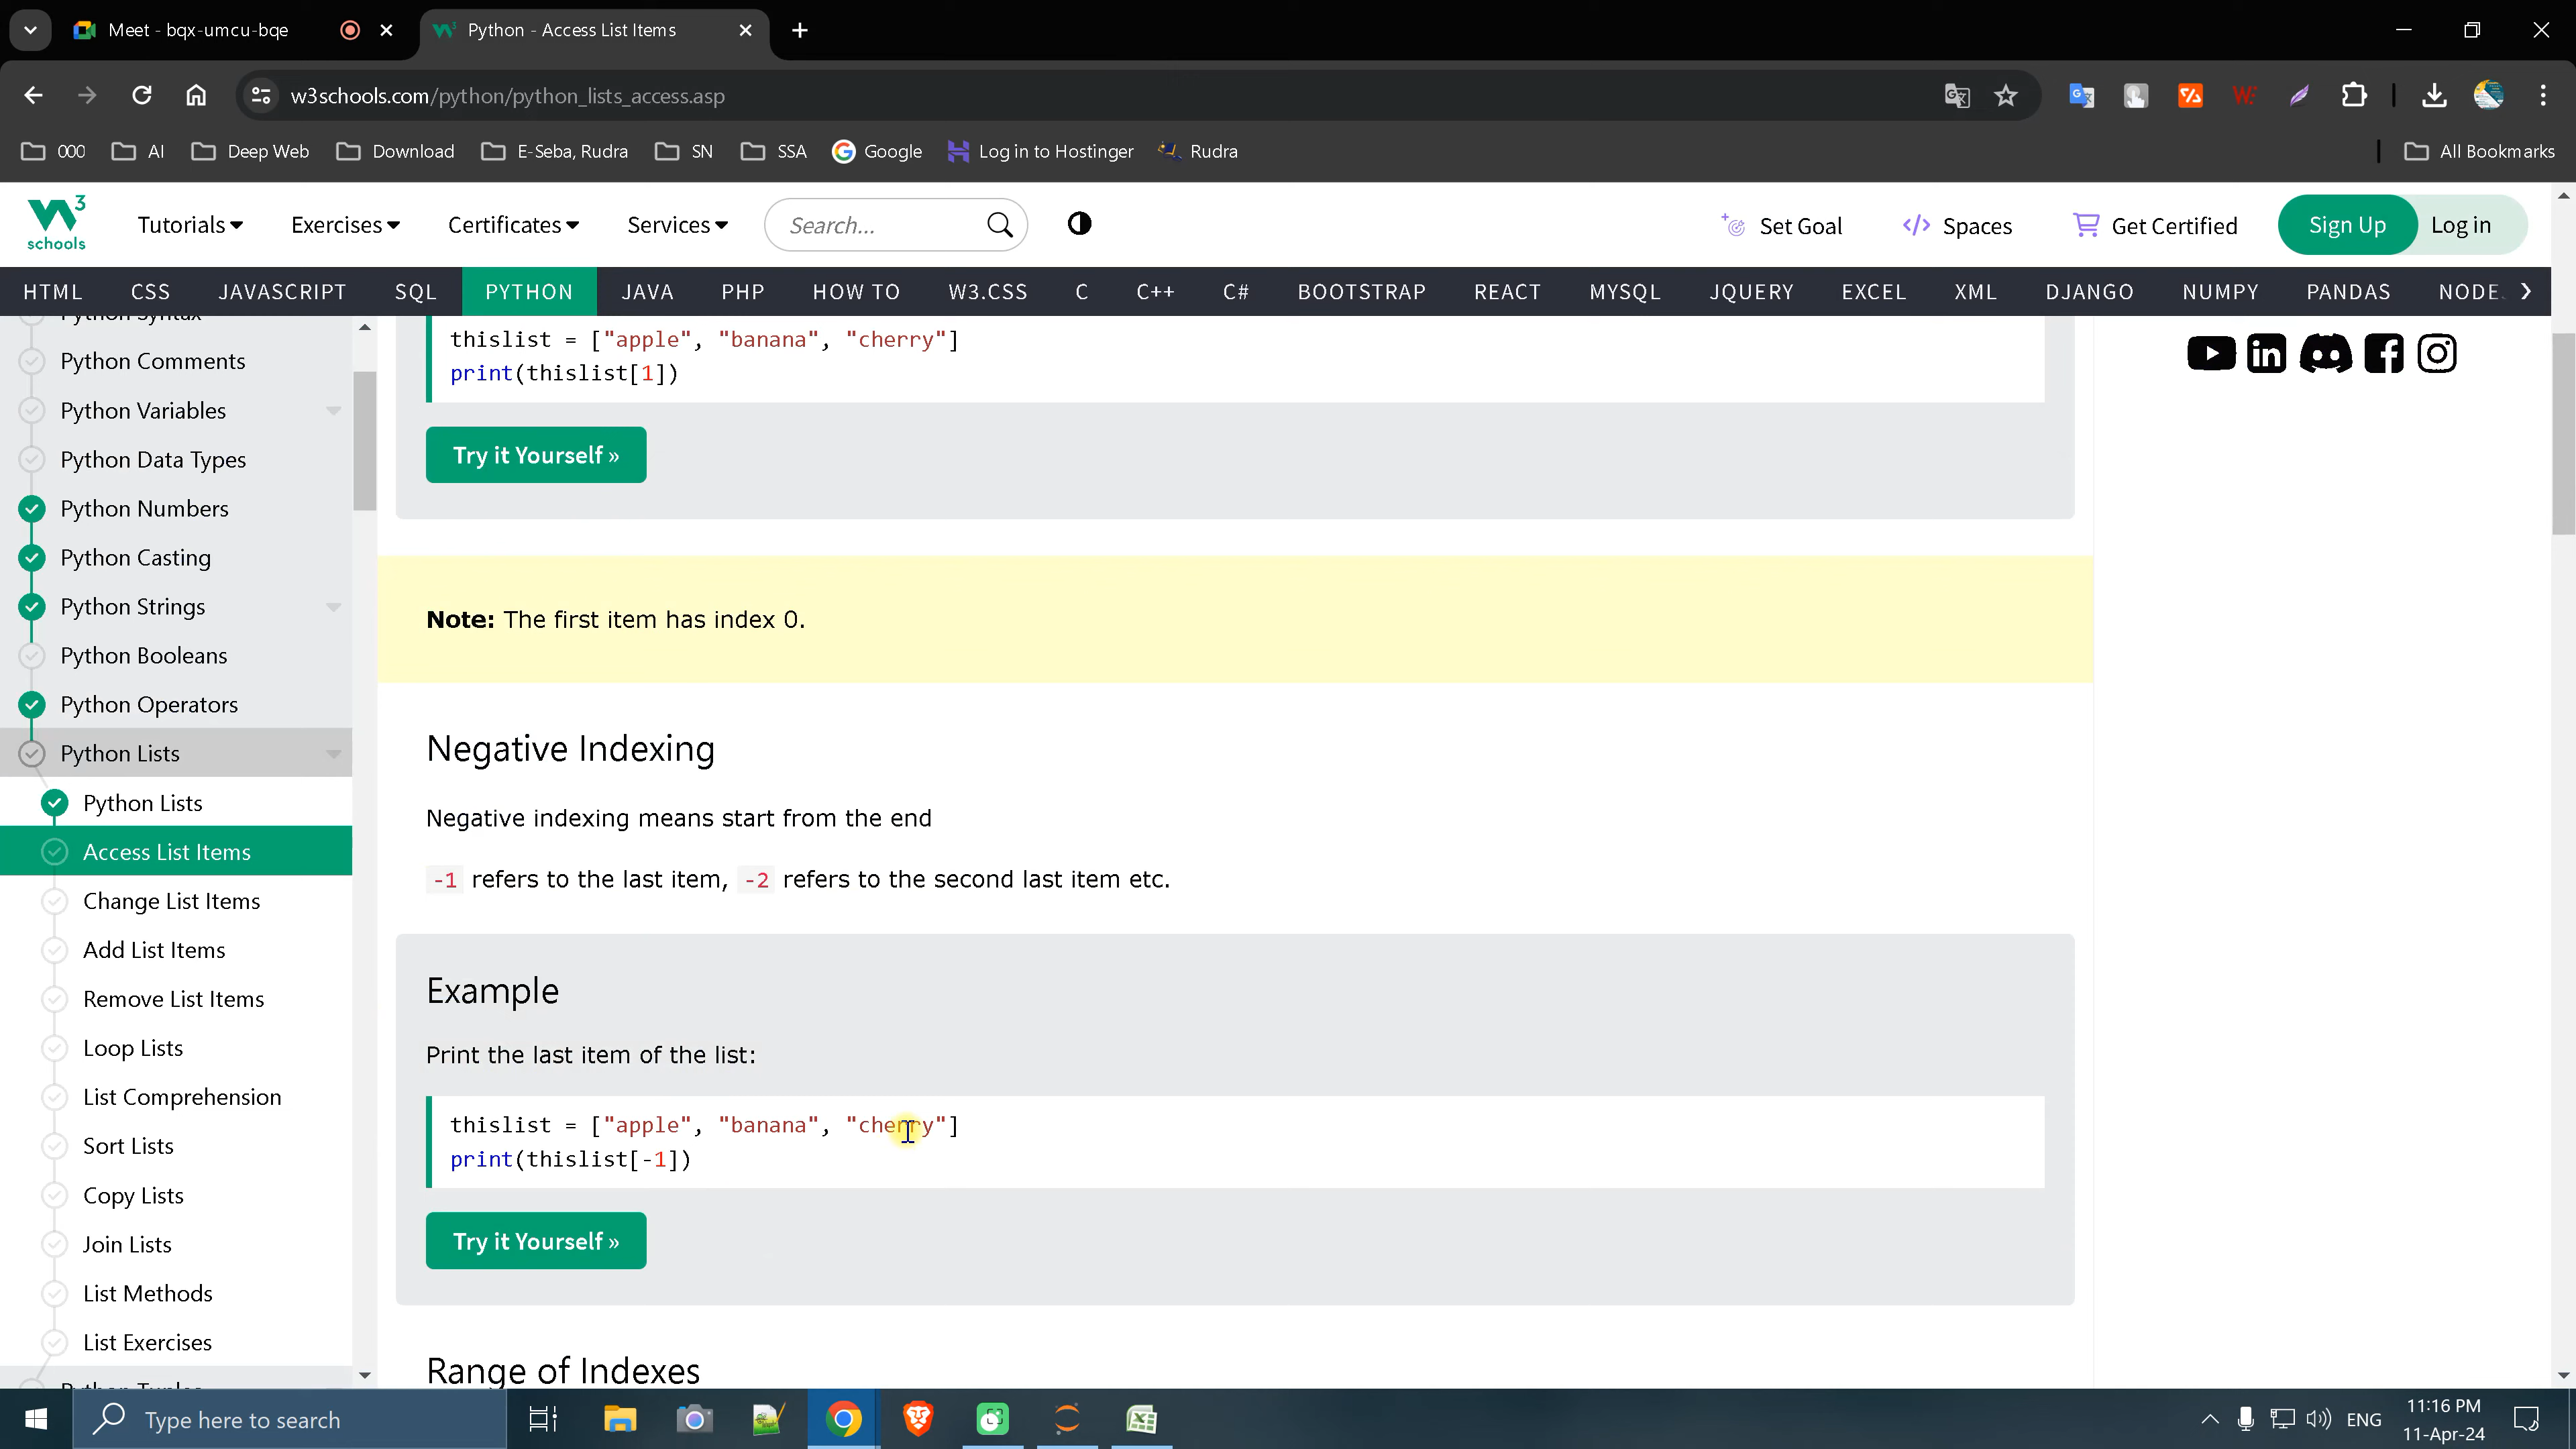 Meet - bqx-umcu-bqe
Python - Access List Items
w3schools.com/python/python_lists_access.asp
000
AI
Deep Web
Download
E-Seba, Rudra
SN
SSA
Google
Log in to Hostinger
Rudra
All Bookmarks
W3 schools
Tutorials
Exercises
Certificates
Services
Search...
Set Goal
Spaces
Get Certified
Sign Up
Log in
HTML CSS JAVASCRIPT SQL PYTHON JAVA PHP HOW TO W3.CSS C C++ C# BOOTSTRAP REACT MYSQL JQUERY EXCEL XML DJANGO NUMPY PANDAS NODE
Python Syntax
Python Comments
Python Variables
Python Data Types
Python Numbers
Python Casting
Python Strings
Python Booleans
Python Operators
Python Lists
Python Lists
Access List Items
Change List Items
Add List Items
Remove List Items
Loop Lists
List Comprehension
Sort Lists
Copy Lists
Join Lists
List Methods
List Exercises
Python Tuples
thislist = ["apple", "banana", "cherry"]
print(thislist[1])
Try it Yourself »
Note: The first item has index 0.
Negative Indexing
Negative indexing means start from the end
-1 refers to the last item, -2 refers to the second last item etc.
Example
Print the last item of the list:
thislist = ["apple", "banana", "cherry"]
print(thislist[-1])
Try it Yourself »
Range of Indexes
Type here to search
ENG
11:16 PM
11-Apr-24